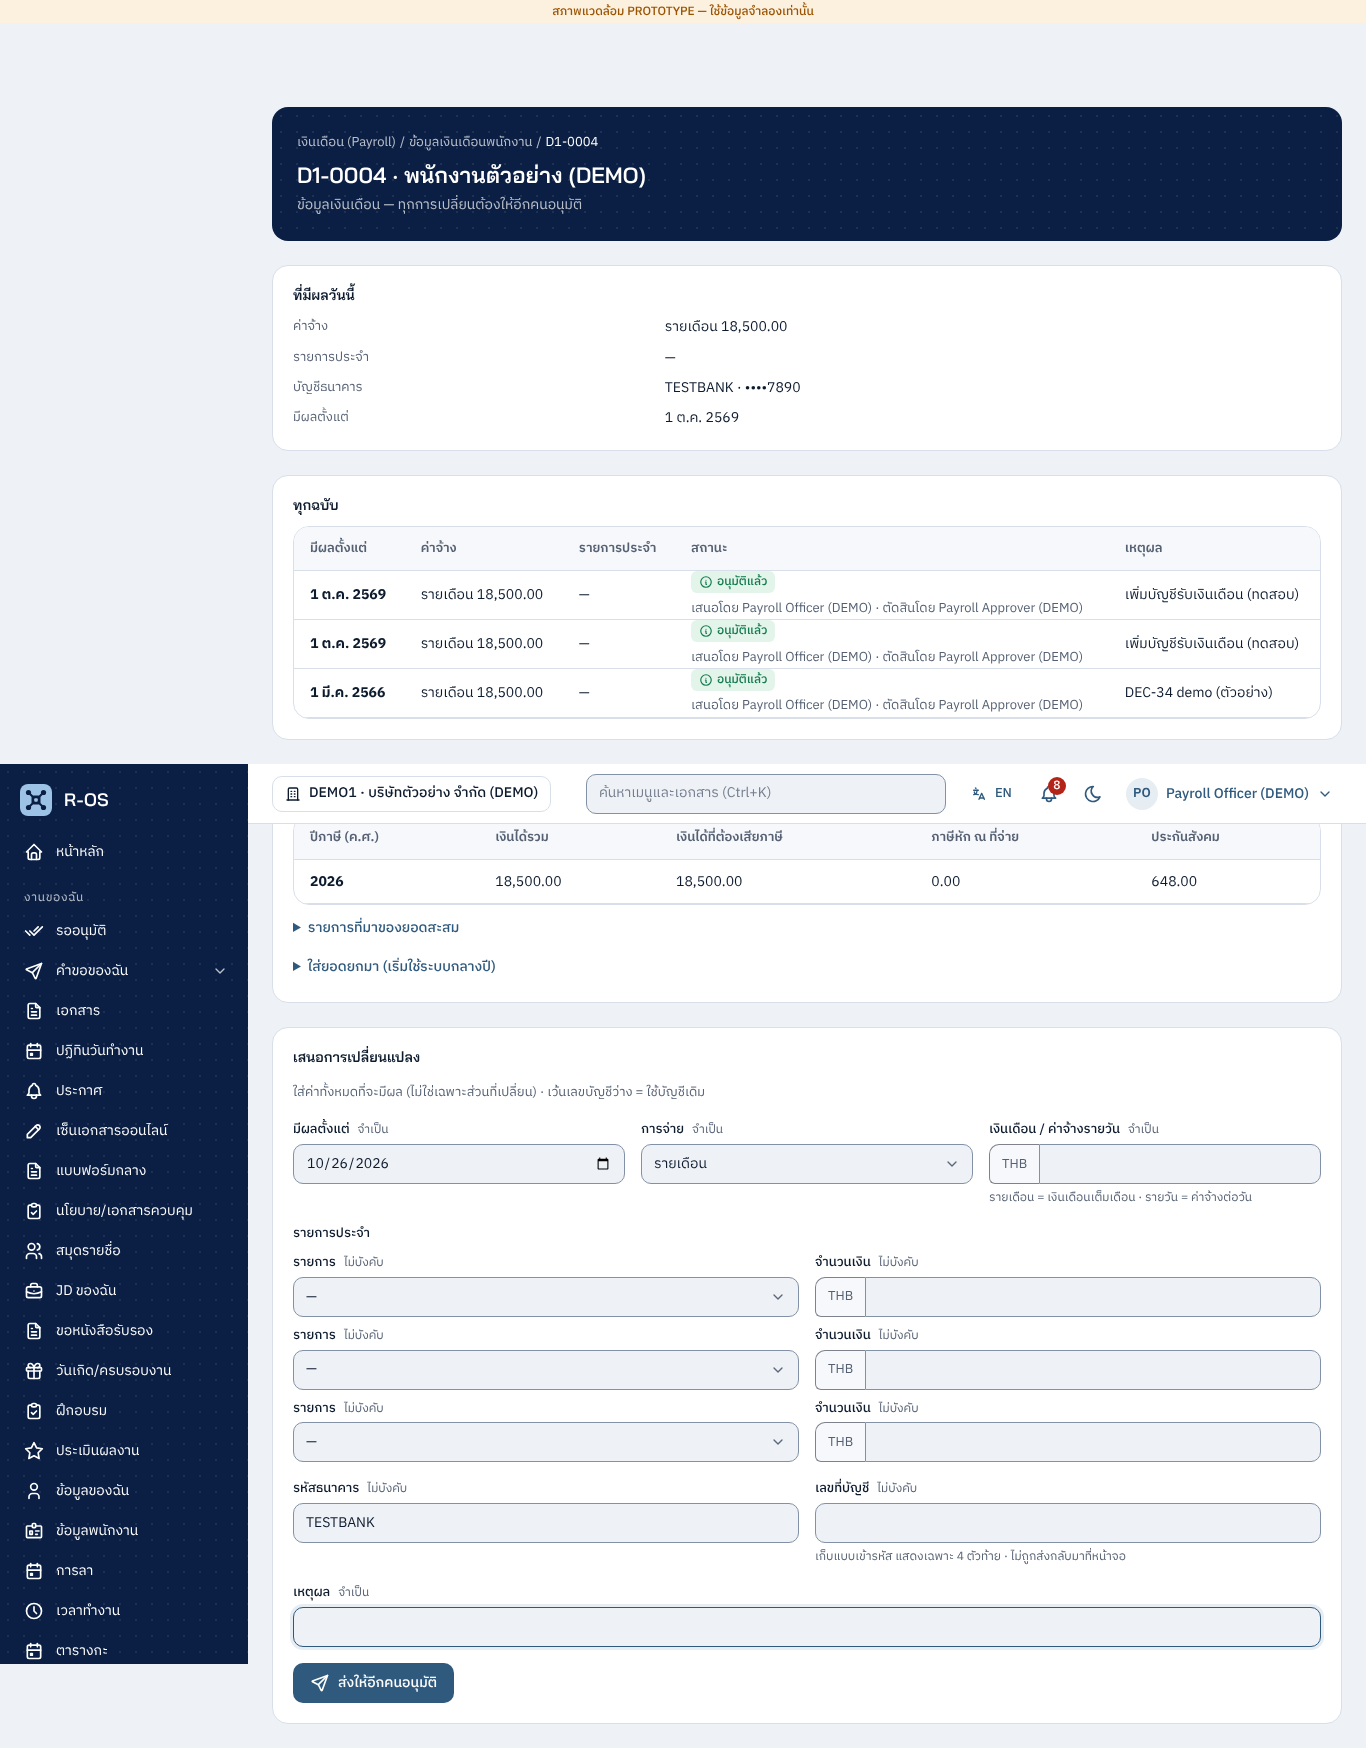 สภาพแวดล้อม PROTOTYPE — ใช้ข้อมูลจำลองเท่านั้น
เงินเดือน (Payroll) / ข้อมูลเงินเดือนพนักงาน / D1-0004
D1-0004 · พนักงานตัวอย่าง (DEMO)
ข้อมูลเงินเดือน — ทุกการเปลี่ยนต้องให้อีกคนอนุมัติ
ที่มีผลวันนี้
ค่าจ้าง รายเดือน 18,500.00
รายการประจำ —
บัญชีธนาคาร TESTBANK · ••••7890
มีผลตั้งแต่ 1 ต.ค. 2569
ทุกฉบับ
มีผลตั้งแต่ ค่าจ้าง รายการประจำ สถานะ เหตุผล
1 ต.ค. 2569 รายเดือน 18,500.00 — อนุมัติแล้ว เพิ่มบัญชีรับเงินเดือน (ทดสอบ)
เสนอโดย Payroll Officer (DEMO) · ตัดสินโดย Payroll Approver (DEMO)
1 ต.ค. 2569 รายเดือน 18,500.00 — อนุมัติแล้ว เพิ่มบัญชีรับเงินเดือน (ทดสอบ)
เสนอโดย Payroll Officer (DEMO) · ตัดสินโดย Payroll Approver (DEMO)
1 มี.ค. 2566 รายเดือน 18,500.00 — อนุมัติแล้ว DEC-34 demo (ตัวอย่าง)
เสนอโดย Payroll Officer (DEMO) · ตัดสินโดย Payroll Approver (DEMO)
R-OS
DEMO1 · บริษัทตัวอย่าง จำกัด (DEMO)
ค้นหาเมนูและเอกสาร (Ctrl+K)
EN
8
PO Payroll Officer (DEMO)
หน้าหลัก
งานของฉัน
รออนุมัติ
คำขอของฉัน
เอกสาร
ปฏิทินวันทำงาน
ประกาศ
เซ็นเอกสารออนไลน์
แบบฟอร์มกลาง
นโยบาย/เอกสารควบคุม
สมุดรายชื่อ
JD ของฉัน
ขอหนังสือรับรอง
วันเกิด/ครบรอบงาน
ฝึกอบรม
ประเมินผลงาน
ข้อมูลของฉัน
ข้อมูลพนักงาน
การลา
เวลาทำงาน
ตารางกะ
ปีภาษี (ค.ศ.) เงินได้รวม เงินได้ที่ต้องเสียภาษี ภาษีหัก ณ ที่จ่าย ประกันสังคม
2026 18,500.00 18,500.00 0.00 648.00
รายการที่มาของยอดสะสม
ใส่ยอดยกมา (เริ่มใช้ระบบกลางปี)
เสนอการเปลี่ยนแปลง
ใส่ค่าทั้งหมดที่จะมีผล (ไม่ใช่เฉพาะส่วนที่เปลี่ยน) · เว้นเลขบัญชีว่าง = ใช้บัญชีเดิม
มีผลตั้งแต่ จำเป็น การจ่าย จำเป็น เงินเดือน / ค่าจ้างรายวัน จำเป็น
10/26/2026 รายเดือน THB
รายเดือน = เงินเดือนเต็มเดือน · รายวัน = ค่าจ้างต่อวัน
รายการประจำ
รายการ ไม่บังคับ จำนวนเงิน ไม่บังคับ
— THB
รายการ ไม่บังคับ จำนวนเงิน ไม่บังคับ
— THB
รายการ ไม่บังคับ จำนวนเงิน ไม่บังคับ
— THB
รหัสธนาคาร ไม่บังคับ เลขที่บัญชี ไม่บังคับ
TESTBANK
เก็บแบบเข้ารหัส แสดงเฉพาะ 4 ตัวท้าย · ไม่ถูกส่งกลับมาที่หน้าจอ
เหตุผล จำเป็น
ส่งให้อีกคนอนุมัติ